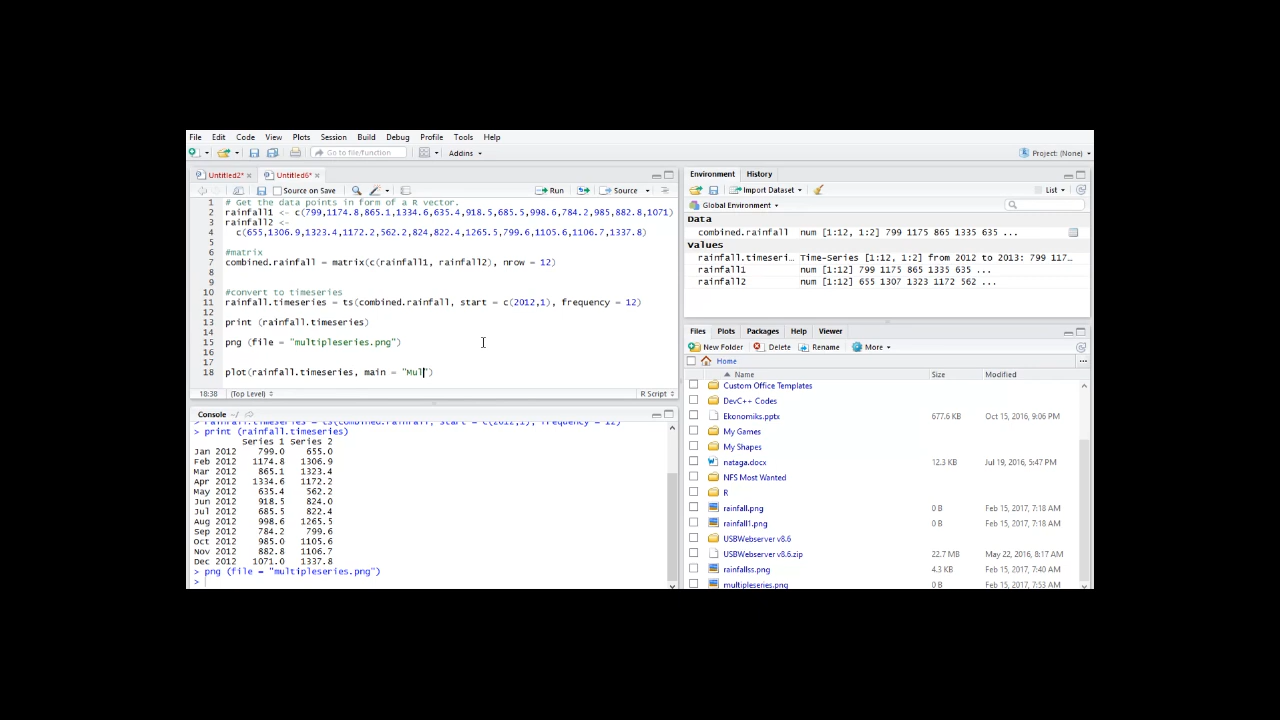 File Edit Code View Plots Session Build Debug Profile Tools Help
Go to file/function Addins Project: (None)
Untitled2* Untitled6*
Source on Save Run Source
1 # Get the data points in form of a R vector.
2 rainfall1 <- c(799,1174.8,865.1,1334.6,635.4,918.5,685.5,998.6,784.2,985,882.8,1071)
3 rainfall2 <-
4 c(655,1306.9,1323.4,1172.2,562.2,824,822.4,1265.5,799.6,1105.6,1106.7,1337.8)
5
6 #matrix
7 combined.rainfall = matrix(c(rainfall1, rainfall2), nrow = 12)
8
9
10 #convert to timeseries
11 rainfall.timeseries = ts(combined.rainfall, start = c(2012,1), frequency = 12)
12
13 print (rainfall.timeseries)
14
15 png (file = "multipleseries.png")
16
17
18 plot(rainfall.timeseries, main = "Mul")
18:38 (Top Level) R Script
Console ~/
> rainfall.timeseries = ts(combined.rainfall, start = c(2012,1), frequency = 12)
> print (rainfall.timeseries)
Series 1 Series 2
Jan 2012 799.0 655.0
Feb 2012 1174.8 1306.9
Mar 2012 865.1 1323.4
Apr 2012 1334.6 1172.2
May 2012 635.4 562.2
Jun 2012 918.5 824.0
Jul 2012 685.5 822.4
Aug 2012 998.6 1265.5
Sep 2012 784.2 799.6
Oct 2012 985.0 1105.6
Nov 2012 882.8 1106.7
Dec 2012 1071.0 1337.8
> png (file = "multipleseries.png")
>
Environment History
Import Dataset List
Global Environment
Data
combined.rainfall num [1:12, 1:2] 799 1175 865 1335 635 ...
Values
rainfall.timeseri… Time-Series [1:12, 1:2] from 2012 to 2013: 799 117…
rainfall1 num [1:12] 799 1175 865 1335 635 ...
rainfall2 num [1:12] 655 1307 1323 1172 562 ...
Files Plots Packages Help Viewer
New Folder Delete Rename More
Home
Name Size Modified
Custom Office Templates
DevC++ Codes
Ekonomiks.pptx 677.6 KB Oct 15, 2016, 9:06 PM
My Games
My Shapes
nataga.docx 12.3 KB Jul 19, 2016, 5:47 PM
NFS Most Wanted
R
rainfall.png 0 B Feb 15, 2017, 7:18 AM
rainfall1.png 0 B Feb 15, 2017, 7:18 AM
USBWebserver v8.6
USBWebserver v8.6.zip 22.7 MB May 22, 2016, 8:17 AM
rainfallss.png 4.3 KB Feb 15, 2017, 7:40 AM
multipleseries.png 0 B Feb 15, 2017, 7:53 AM